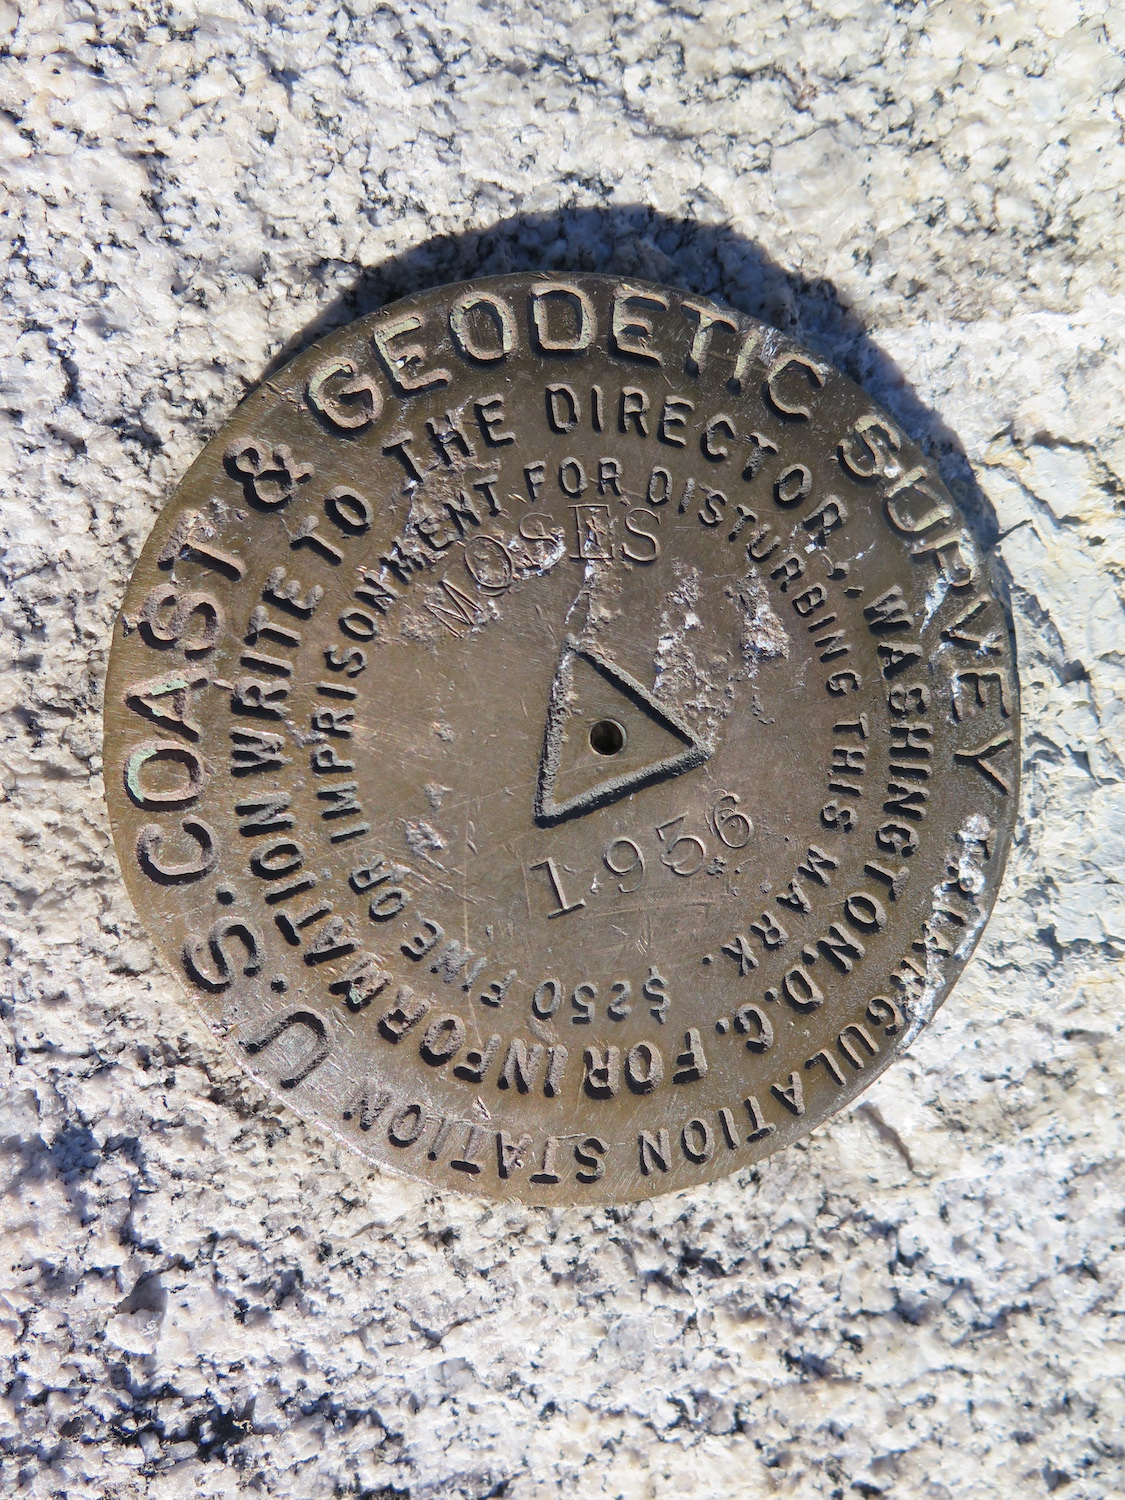 U.S. COAST & GEODETIC SURVEY
TRIANGULATION STATION
FOR INFORMATION WRITE TO THE DIRECTOR, WASHINGTON, D.C.
$250 FINE OR IMPRISONMENT FOR DISTURBING THIS MARK.
MOSES
1936